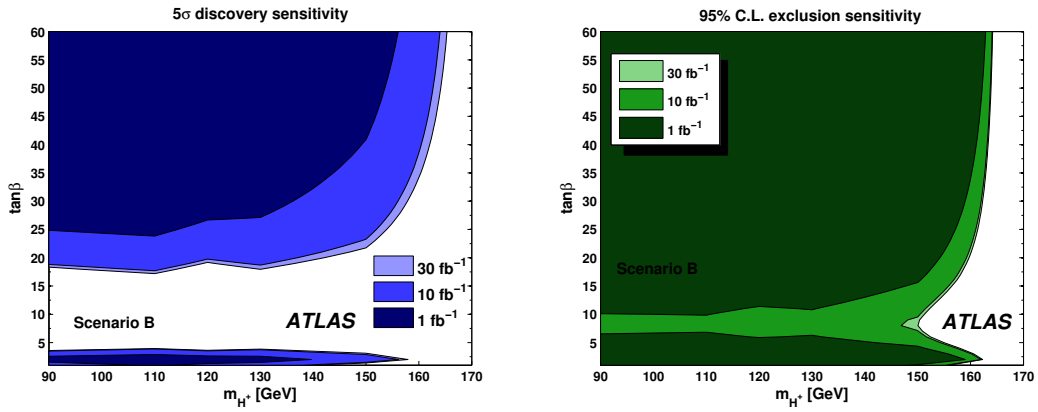 5σ discovery sensitivity
60
55
50
45
40
35
30
25
20
15
10
5
tanβ
30 fb⁻¹
10 fb⁻¹
1 fb⁻¹
Scenario B
ATLAS
90 100 110 120 130 140 150 160 170
m_H⁺ [GeV]
95% C.L. exclusion sensitivity
60
55
50
45
40
35
30
25
20
15
10
5
tanβ
30 fb⁻¹
10 fb⁻¹
1 fb⁻¹
Scenario B
ATLAS
90 100 110 120 130 140 150 160 170
m_H⁺ [GeV]